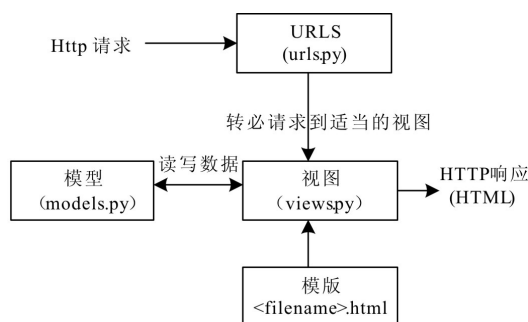 URLS
(urls.py)
Http 请求
转必请求到适当的视图
读写数据
模型
(models.py)
视图
(views.py)
HTTP响应
(HTML)
模版
<filename>.html